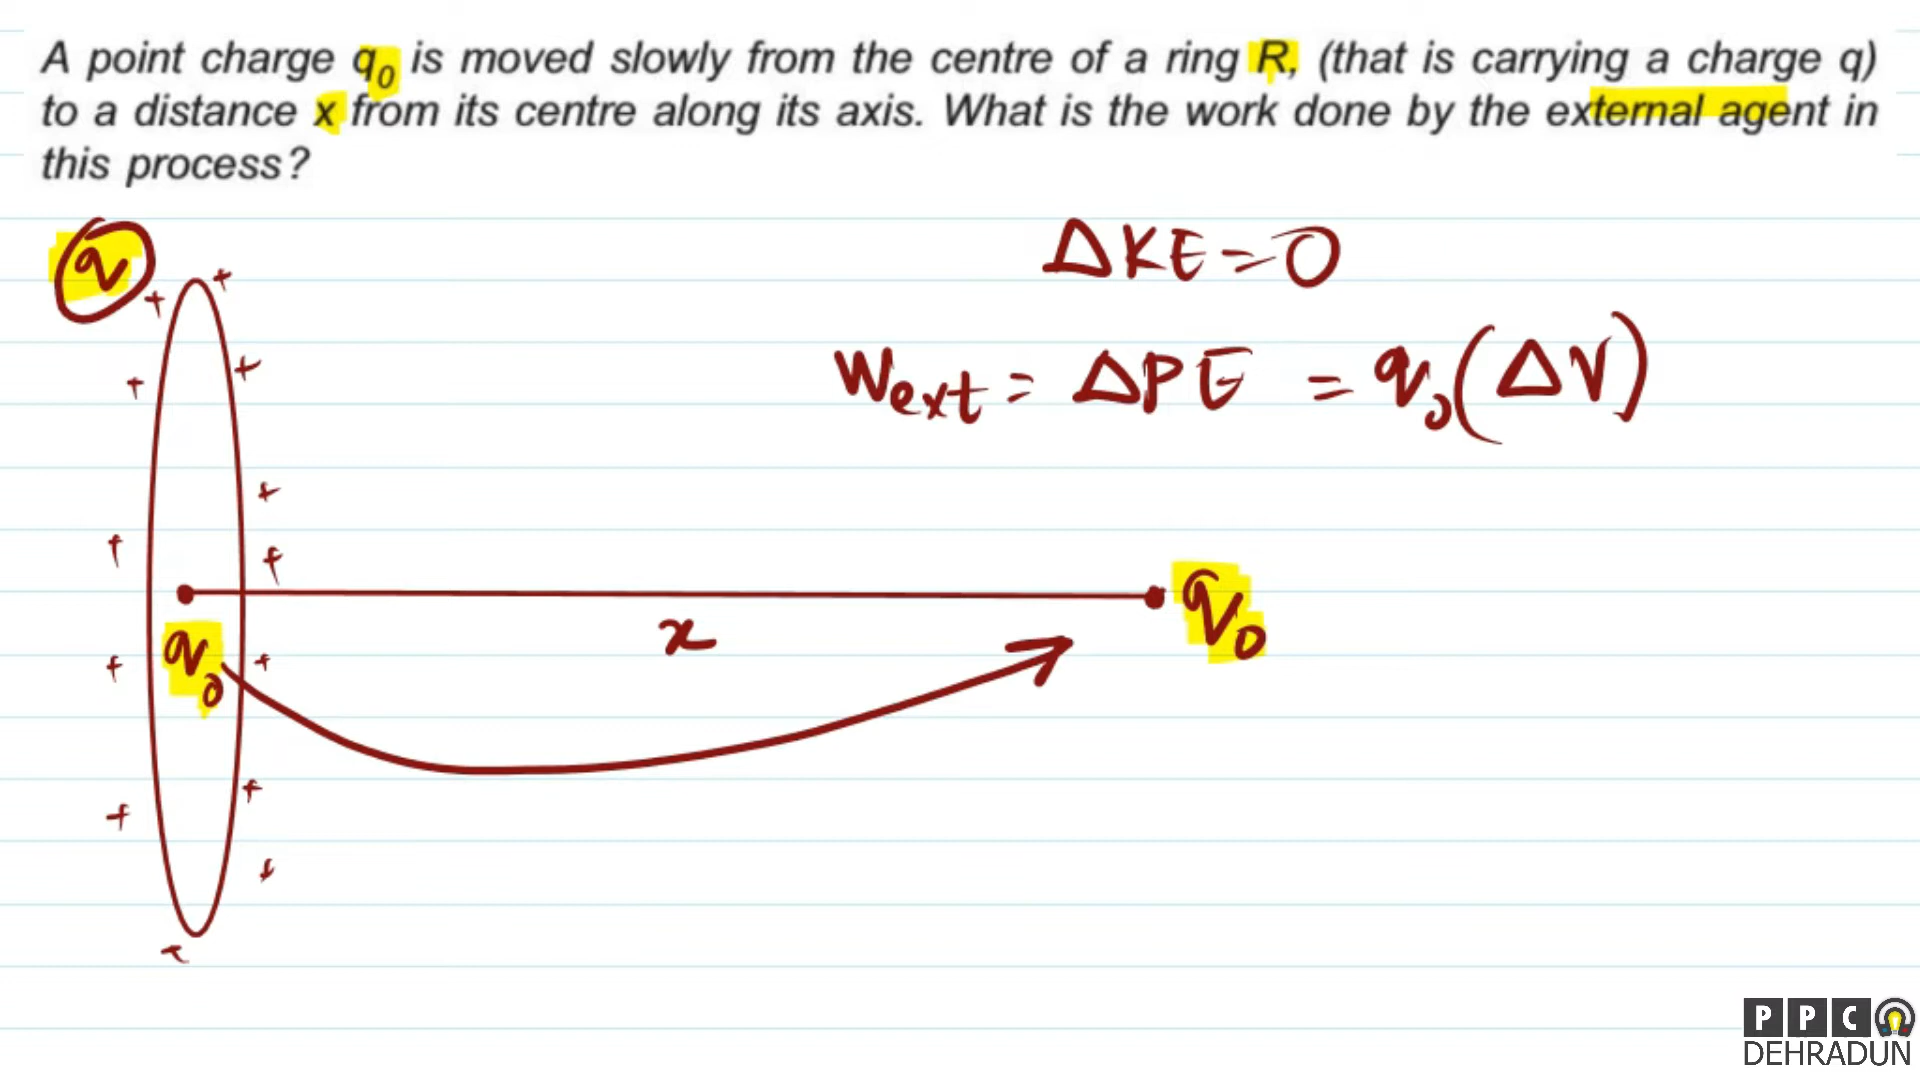 A point charge q0 is moved slowly from the centre of a ring R, (that is carrying a charge q)
to a distance x from its centre along its axis. What is the work done by the external agent in
this process?
q
ΔKE=0
Wext = ΔPE = q0(ΔV)
q0
x
q0
PPC
DEHRADUN